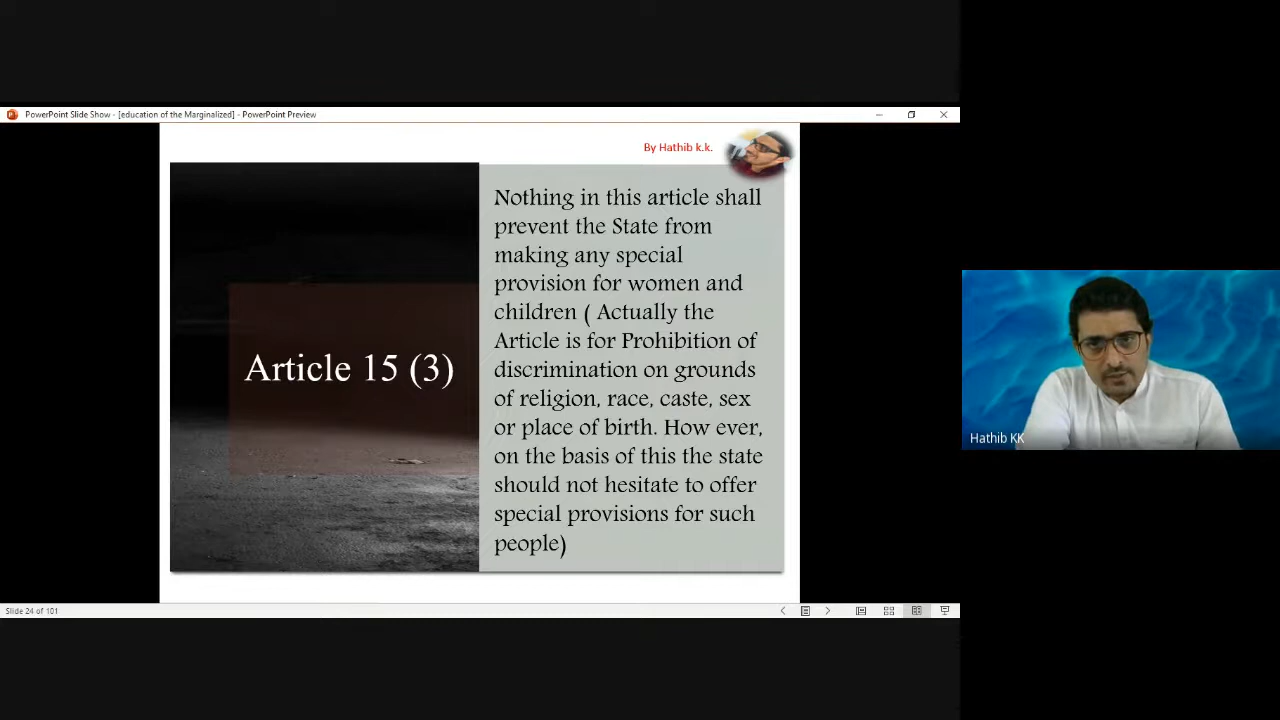 PowerPoint Slide Show - [education of the Marginalized] - PowerPoint Preview
By Hathib k.k.
Article 15 (3)
Nothing in this article shall
prevent the State from
making any special
provision for women and
children ( Actually the
Article is for Prohibition of
discrimination on grounds
of religion, race, caste, sex
or place of birth. How ever,
on the basis of this the state
should not hesitate to offer
special provisions for such
people)
Hathib KK
Slide 24 of 101